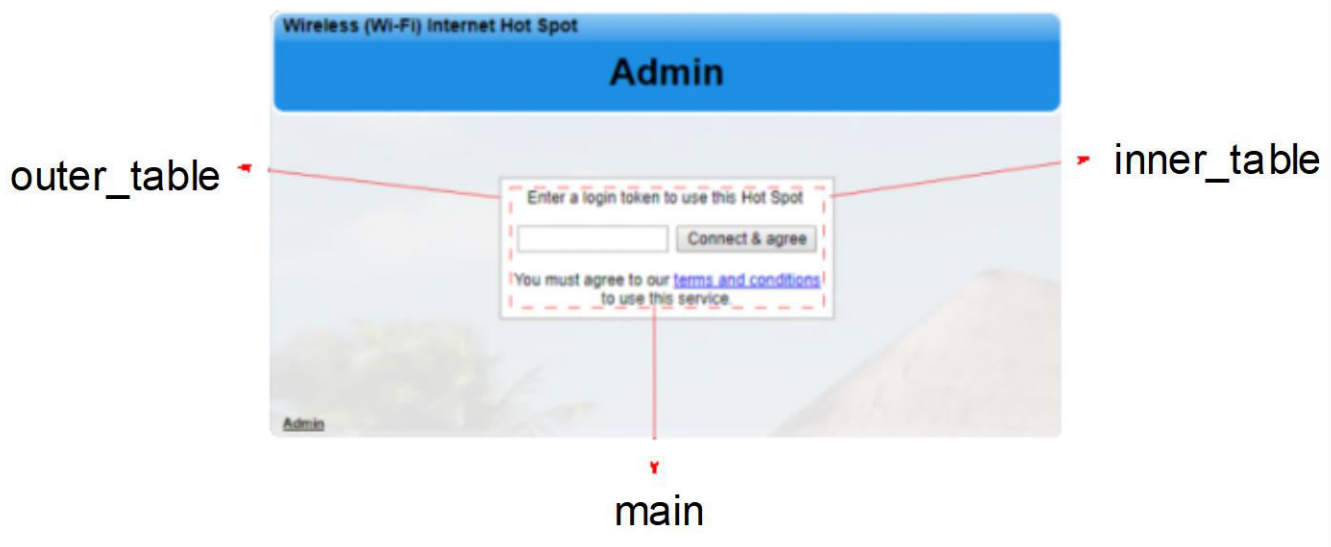 Wireless (Wi-Fi) Internet Hot Spot
Admin
outer_table
inner_table
Enter a login token to use this Hot Spot
Connect & agree
You must agree to our terms and conditions
to use this service.
Admin
main